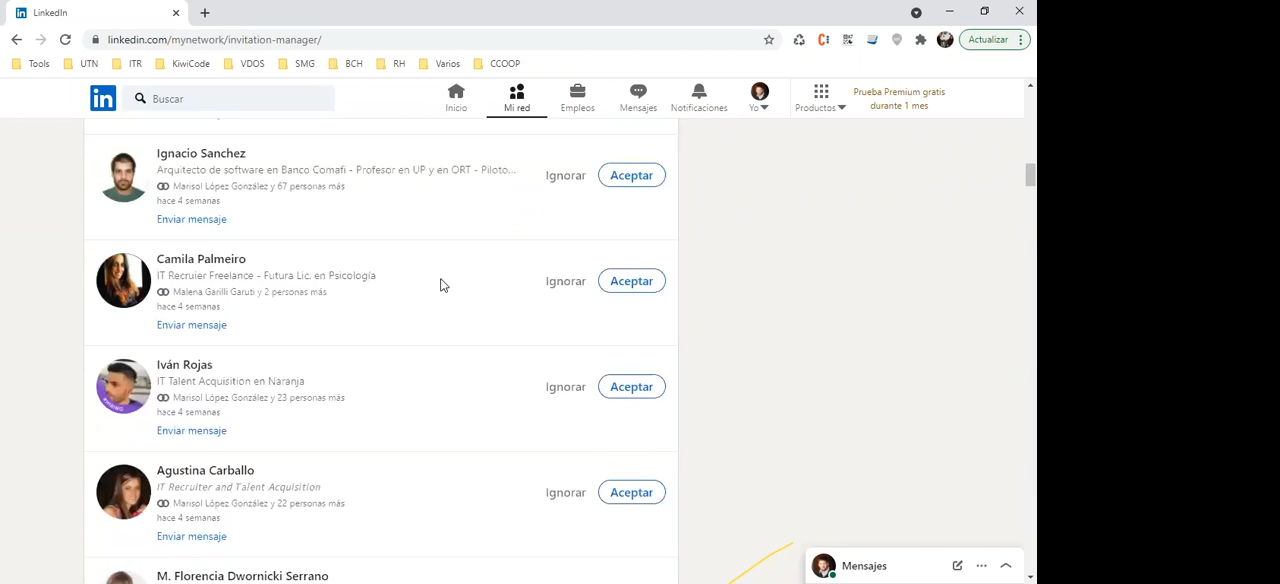 LinkedIn
linkedin.com/mynetwork/invitation-manager/
Actualizar
Tools UTN ITR KiwiCode VDOS SMG BCH RH Varios CCOOP
in Buscar
Inicio Mi red Empleos Mensajes Notificaciones Yo Productos
Prueba Premium gratis
durante 1 mes
Ignacio Sanchez
Arquitecto de software en Banco Comafi - Profesor en UP y en ORT - Piloto...
Marisol López González y 67 personas más
hace 4 semanas
Enviar mensaje
Ignorar Aceptar
Camila Palmeiro
IT Recruier Freelance - Futura Lic. en Psicología
Malena Garilli Garuti y 2 personas más
hace 4 semanas
Enviar mensaje
Ignorar Aceptar
Iván Rojas
IT Talent Acquisition en Naranja
Marisol López González y 23 personas más
hace 4 semanas
Enviar mensaje
Ignorar Aceptar
Agustina Carballo
IT Recruiter and Talent Acquisition
Marisol López González y 22 personas más
hace 4 semanas
Enviar mensaje
Ignorar Aceptar
M. Florencia Dwornicki Serrano
Mensajes